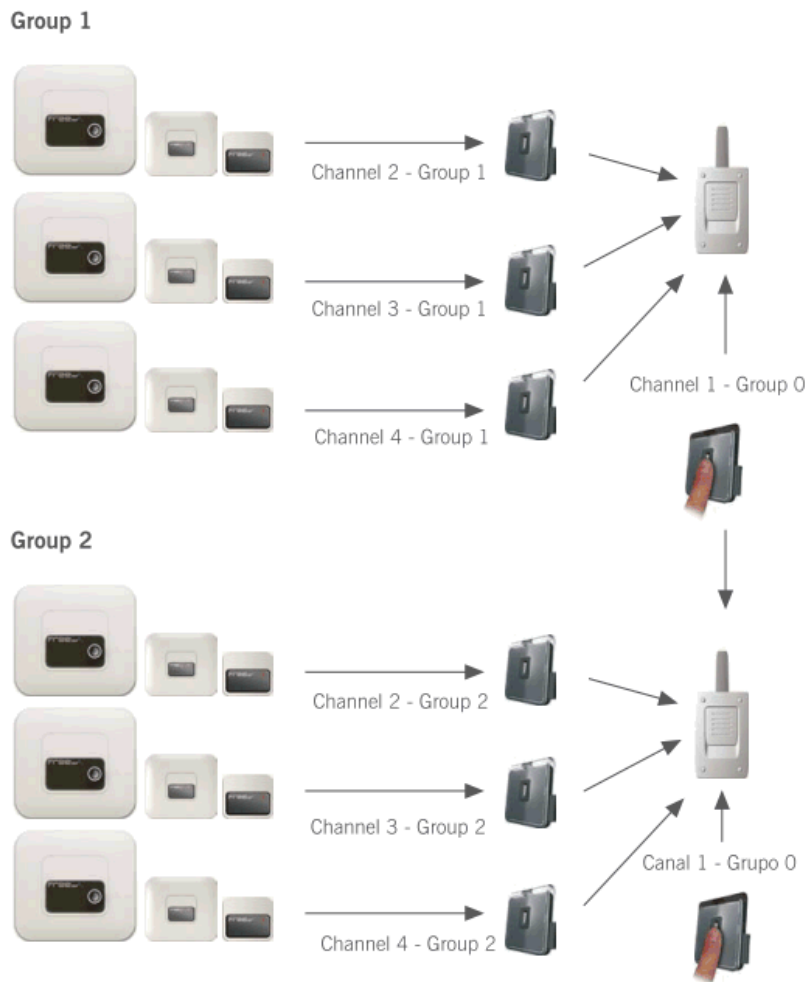 Group 1
Channel 2 - Group 1
Channel 3 - Group 1
Channel 1 - Group 0
Channel 4 - Group 1
Group 2
Channel 2 - Group 2
Channel 3 - Group 2
Canal 1 - Grupo 0
Channel 4 - Group 2